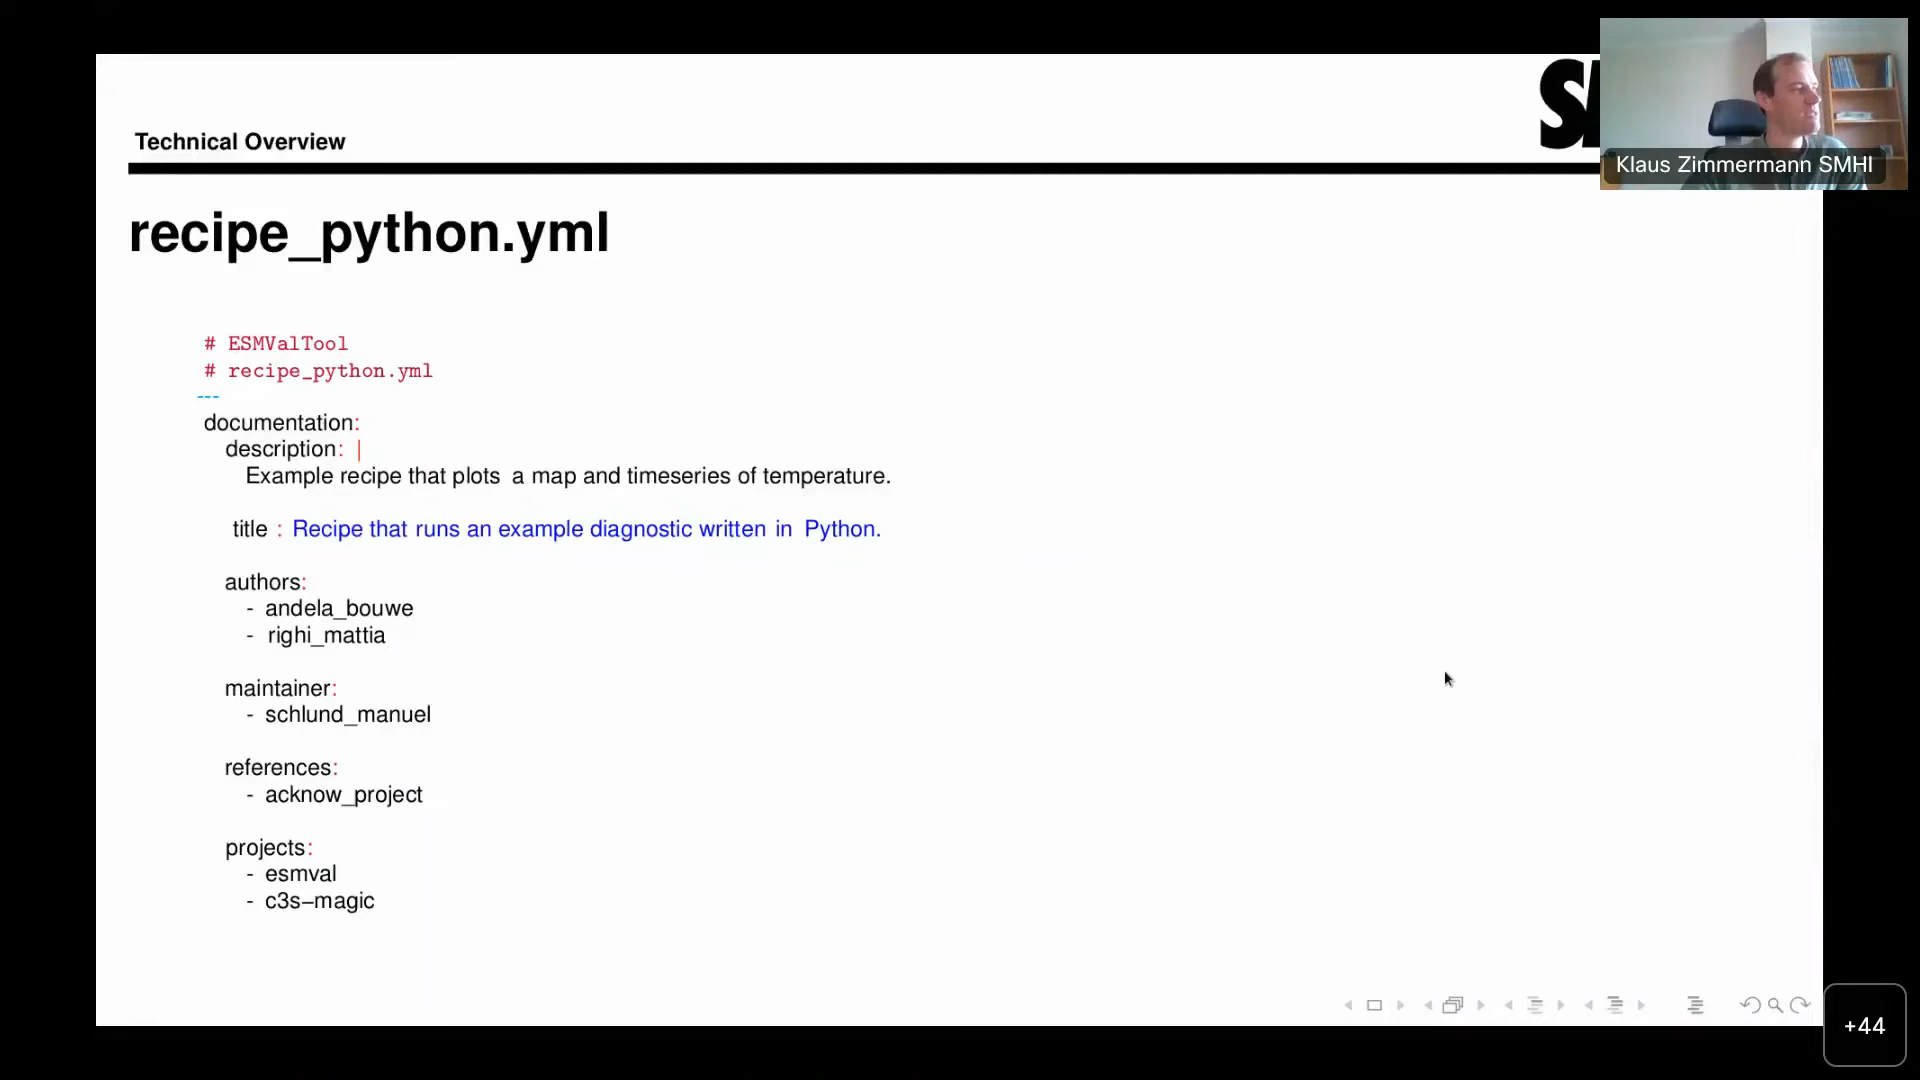 Technical Overview
Klaus Zimmermann SMHI
recipe_python.yml
# ESMValTool
# recipe_python.yml
---
documentation:
description: |
Example recipe that plots a map and timeseries of temperature.
title : Recipe that runs an example diagnostic written in Python.
authors:
- andela_bouwe
- righi_mattia
maintainer:
- schlund_manuel
references:
- acknow_project
projects:
- esmval
- c3s−magic
+44